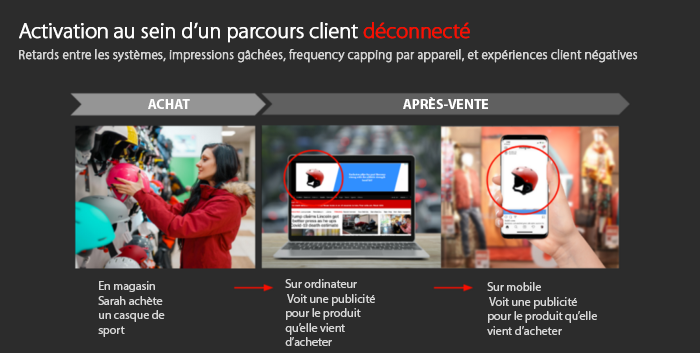 Activation au sein d’un parcours client déconnecté
Retards entre les systèmes, impressions gâchées, frequency capping par appareil, et expériences client négatives
ACHAT
APRÈS-VENTE
En magasin
Sarah achète
un casque de
sport
Sur ordinateur
Voit une publicité
pour le produit
qu’elle vient
d’acheter
Sur mobile
Voit une publicité
pour le produit qu’elle
vient d’acheter